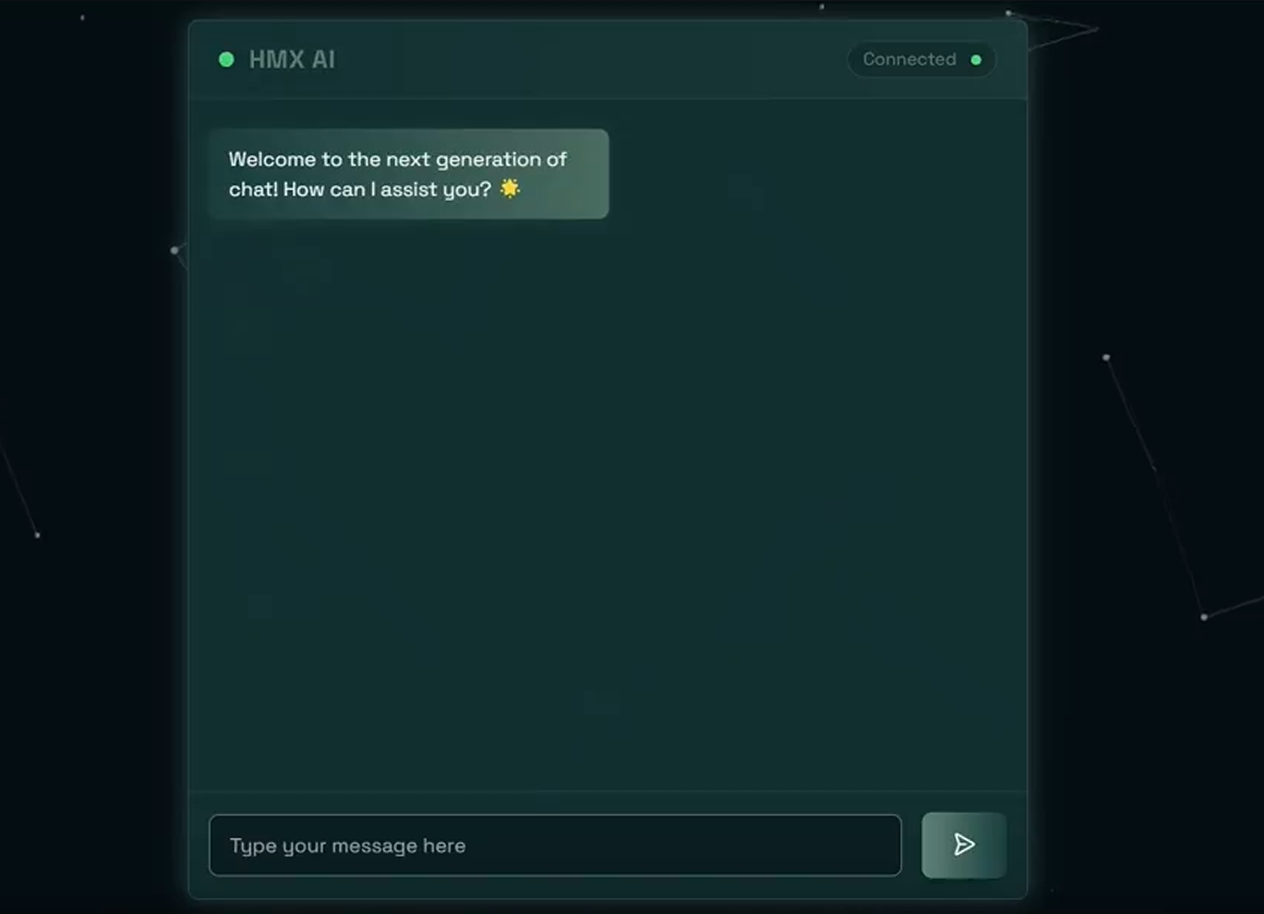 HMX AI
Connected
Welcome to the next generation of
chat! How can I assist you? 🌟
Type your message here